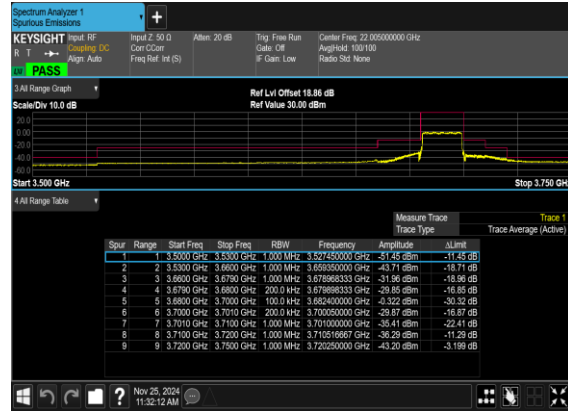 Spectrum Analyzer 1
Spurious Emissions
KEYSIGHT Input: RF Input Z: 50 Ω Atten: 20 dB Trig: Free Run Center Freq: 22.005000000 GHz
R T Coupling: DC Corr CCorr Gate: Off Avg|Hold: 100/100
Align: Auto Freq Ref: Int (S) IF Gain: Low Radio Std: None
PASS
3 All Range Graph Ref Lvl Offset 18.86 dB
Scale/Div 10.0 dB Ref Value 30.00 dBm
20.0
0.00
-20.0
-40.0
-60.0
Start 3.500 GHz Stop 3.750 GH
4 All Range Table
Measure Trace Trace 1
Trace Type Trace Average (Active)
Spur Range Start Freq Stop Freq RBW Frequency Amplitude ΔLimit
1 1 3.5000 GHz 3.5300 GHz 1.000 MHz 3.527450000 GHz -51.45 dBm -11.45 dB
2 2 3.5300 GHz 3.6600 GHz 1.000 MHz 3.659350000 GHz -43.71 dBm -18.71 dB
3 3 3.6600 GHz 3.6790 GHz 1.000 MHz 3.678968333 GHz -31.96 dBm -18.96 dB
4 4 3.6790 GHz 3.6800 GHz 200.0 kHz 3.679898333 GHz -29.85 dBm -16.85 dB
5 5 3.6800 GHz 3.7000 GHz 100.0 kHz 3.682400000 GHz -0.322 dBm -30.32 dB
6 6 3.7000 GHz 3.7010 GHz 200.0 kHz 3.700050000 GHz -29.87 dBm -16.87 dB
7 7 3.7010 GHz 3.7100 GHz 1.000 MHz 3.701000000 GHz -35.41 dBm -22.41 dB
8 8 3.7100 GHz 3.7200 GHz 1.000 MHz 3.710516667 GHz -36.29 dBm -11.29 dB
9 9 3.7200 GHz 3.7500 GHz 1.000 MHz 3.720250000 GHz -43.20 dBm -3.199 dB
? Nov 25, 2024
11:32:12 AM